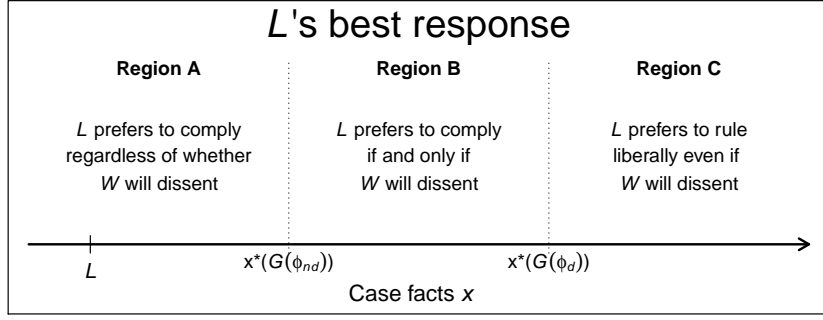 L's best response
Region A
Region B
Region C
L prefers to comply
regardless of whether
W will dissent
L prefers to comply
if and only if
W will dissent
L prefers to rule
liberally even if
W will dissent
L
x*(G(ϕnd))
x*(G(ϕd))
Case facts x